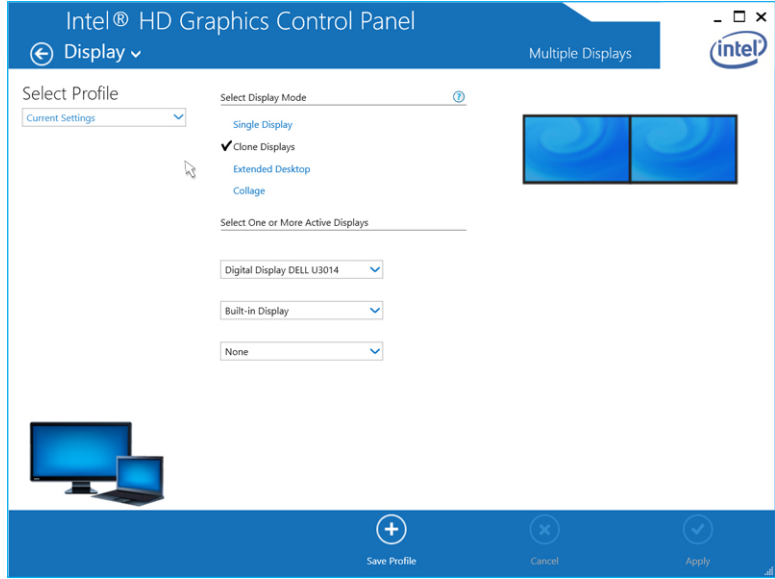 Intel® HD Graphics Control Panel
Display
Multiple Displays
intel
Select Profile
Current Settings
Select Display Mode
?
Single Display
Clone Displays
Extended Desktop
Collage
Select One or More Active Displays
Digital Display DELL U3014
Built-in Display
None
Save Profile
Cancel
Apply